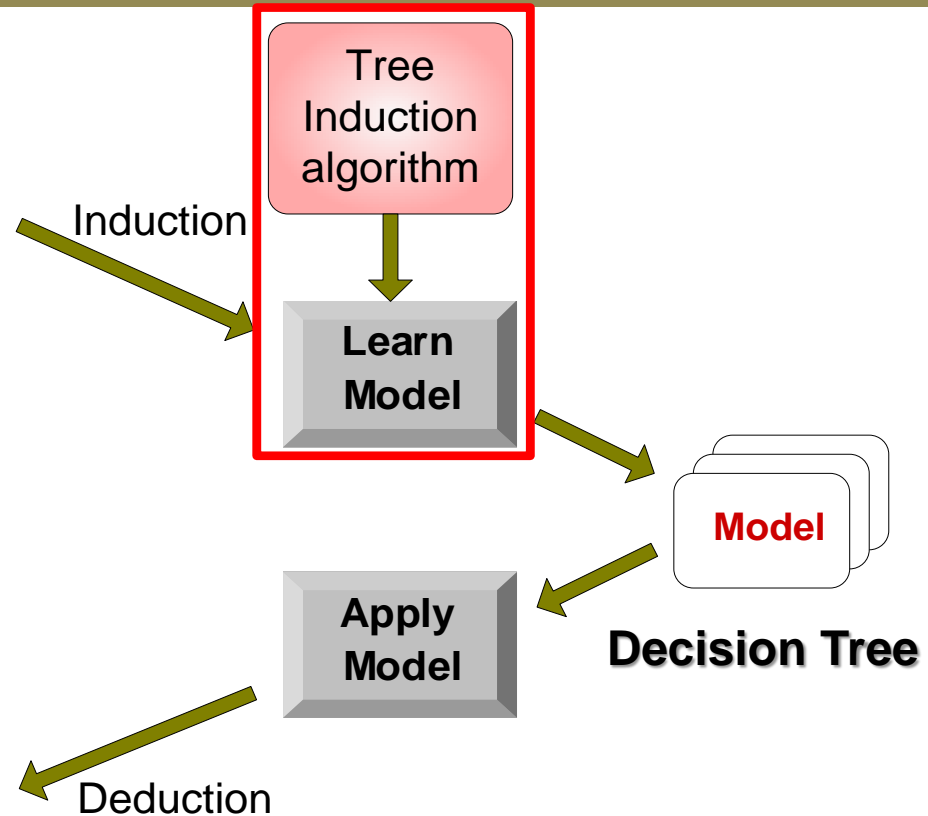 Tree
Induction
algorithm
Induction
Learn
Model
Model
Apply
Model
Decision Tree
Deduction